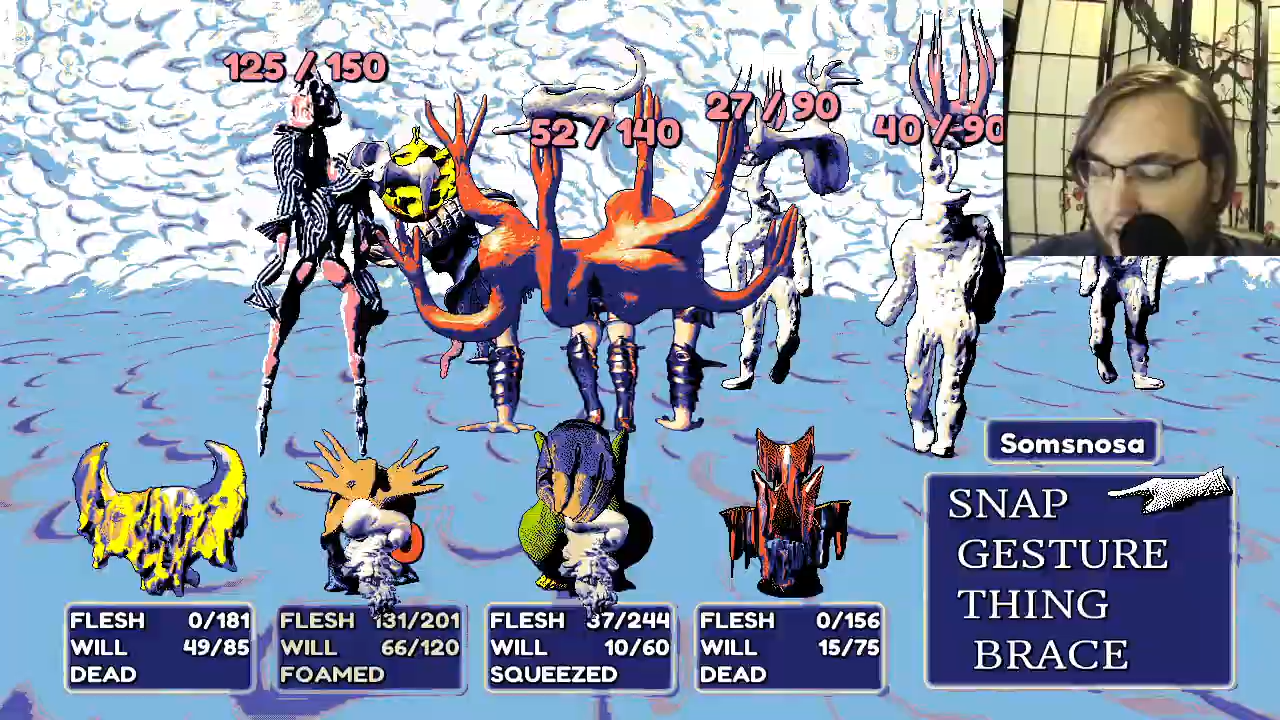 125 / 150
52 / 140
27 / 90
40 / 90
Somsnosa
SNAP
GESTURE
THING
BRACE
FLESH 0/181
WILL 49/85
DEAD
FLESH 131/201
WILL 66/120
FOAMED
FLESH 37/244
WILL 10/60
SQUEEZED
FLESH 0/156
WILL 15/75
DEAD